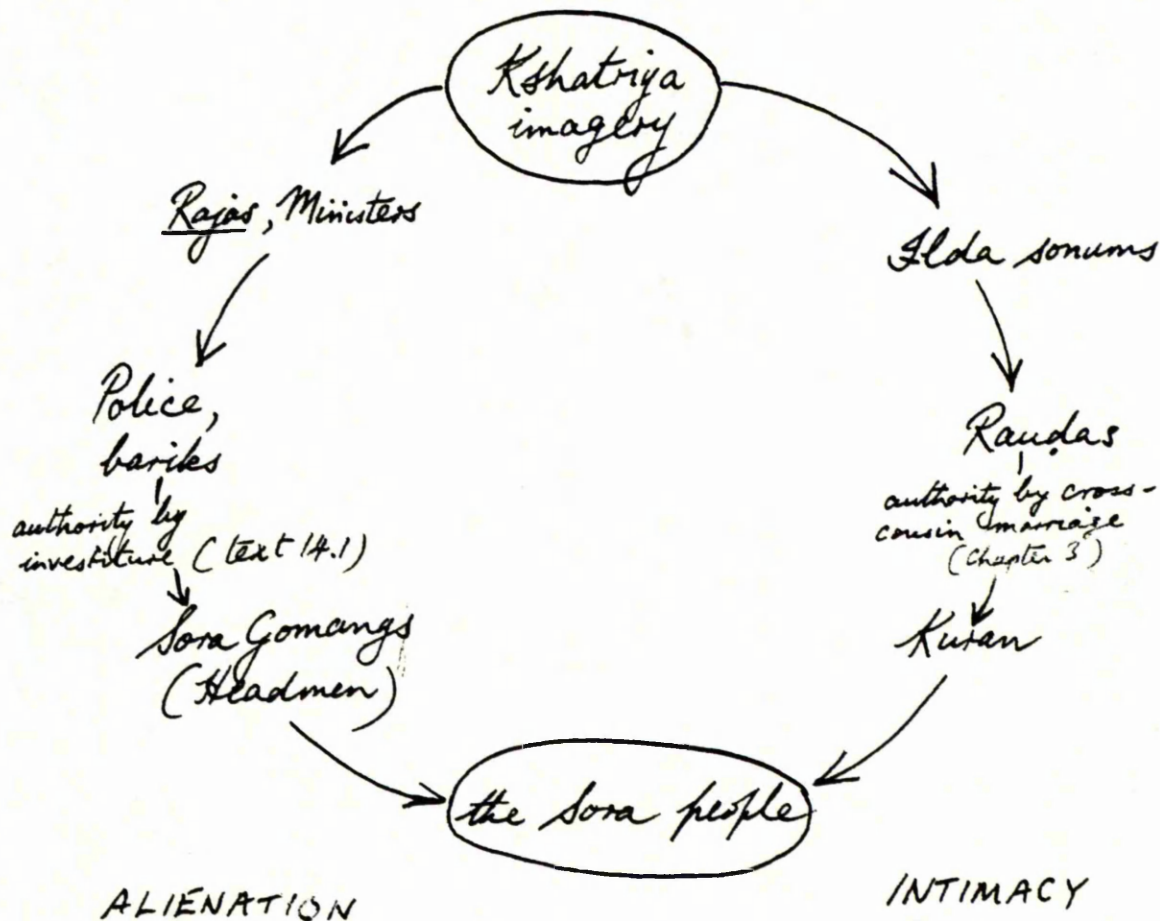 Kshatriya
imagery
Rajas, Ministers
Ilda sonums
Police,
bariks
authority by
investiture (text 14.1)
Sora Gomangs
(Headmen)
Raudas
authority by cross-
cousin marriage
(Chapter 3)
Kuran
the Sora people
ALIENATION
INTIMACY